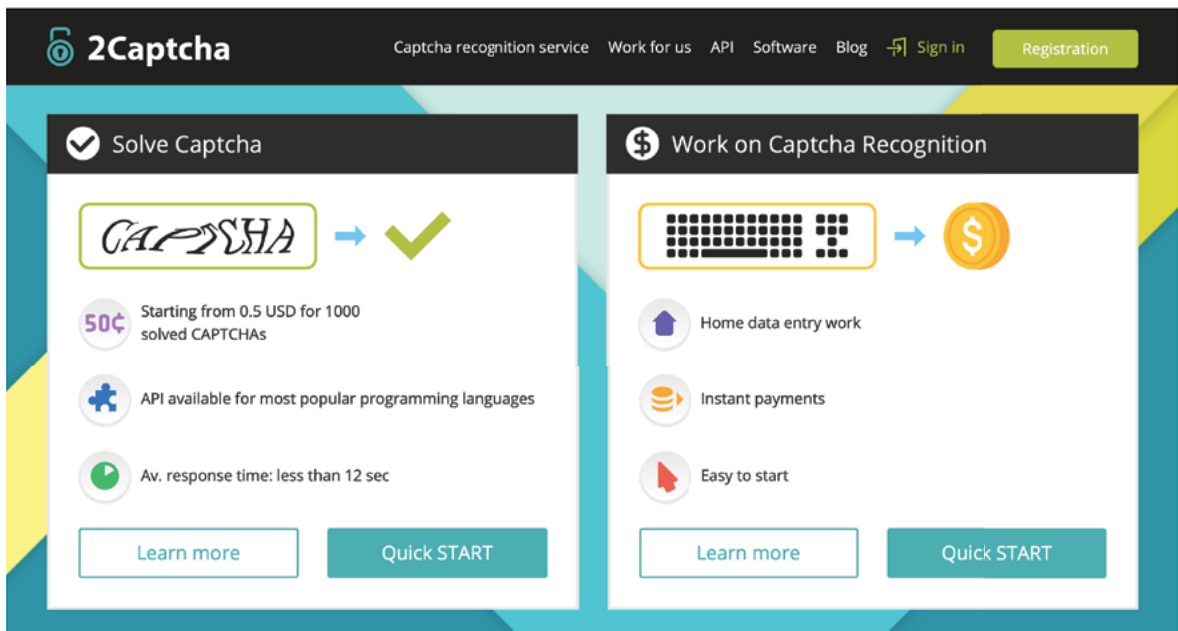 2Captcha
Captcha recognition service Work for us API Software Blog Sign in Registration
Solve Captcha
CAPTCHA
50¢
Starting from 0.5 USD for 1000
solved CAPTCHAs
API available for most popular programming languages
Av. response time: less than 12 sec
Learn more Quick START
$ Work on Captcha Recognition
$
Home data entry work
Instant payments
Easy to start
Learn more Quick START